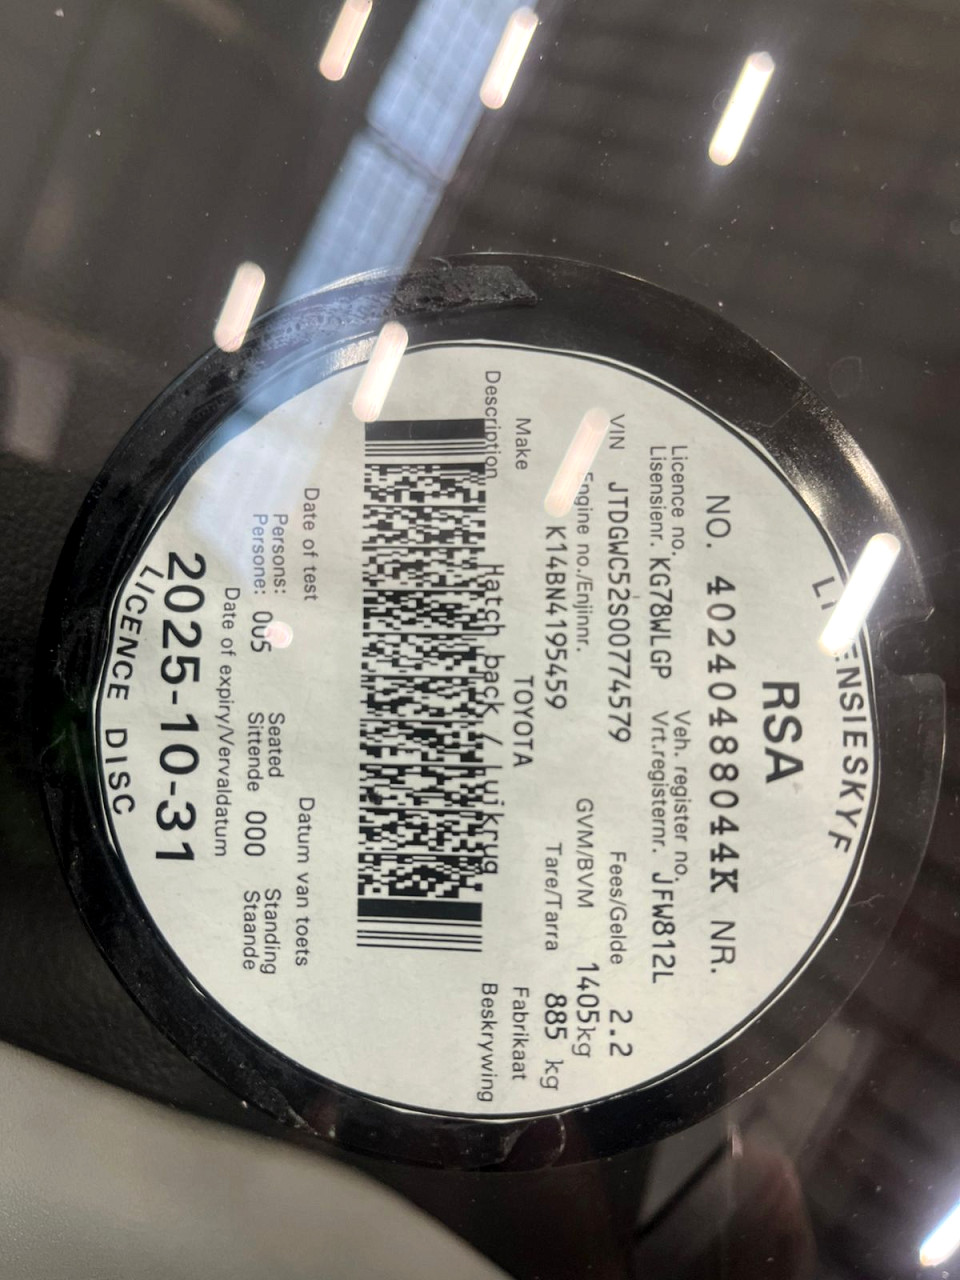 RSA
NO. 40240488044K NR.
Licence no. Veh. register no.
Lisensienr. KG78WLGP Vrt.registernr. JFW812L
VIN JTDGWC52S00774579 Fees/Gelde 2.2
Engine no./Enjinnr. GVM/BVM 1405kg
K14BN4195459 Tare/Tarra 885 kg
Make TOYOTA Fabrikaat
Description Hatch back / Luikrug Beskrywing
Date of test Datum van toets
Persons: Seated Standing
Persone: 005 Sittende 000 Staande
Date of expiry/Vervaldatum
2025-10-31
LICENCE DISC